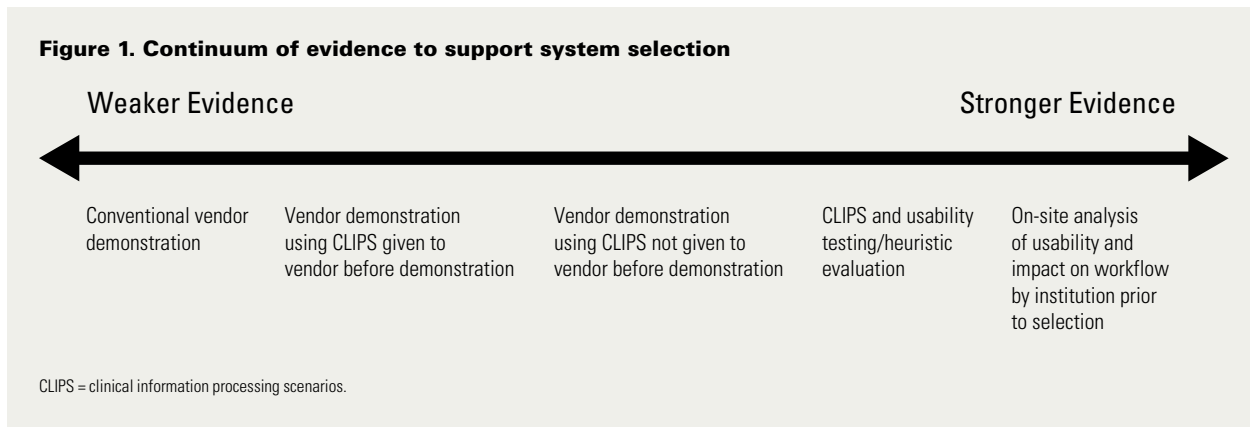 Figure 1. Continuum of evidence to support system selection
Weaker Evidence
Stronger Evidence
Conventional vendor
demonstration
Vendor demonstration
using CLIPS given to
vendor before demonstration
Vendor demonstration
using CLIPS not given to
vendor before demonstration
CLIPS and usability
testing/heuristic
evaluation
On-site analysis
of usability and
impact on workflow
by institution prior
to selection
CLIPS = clinical information processing scenarios.